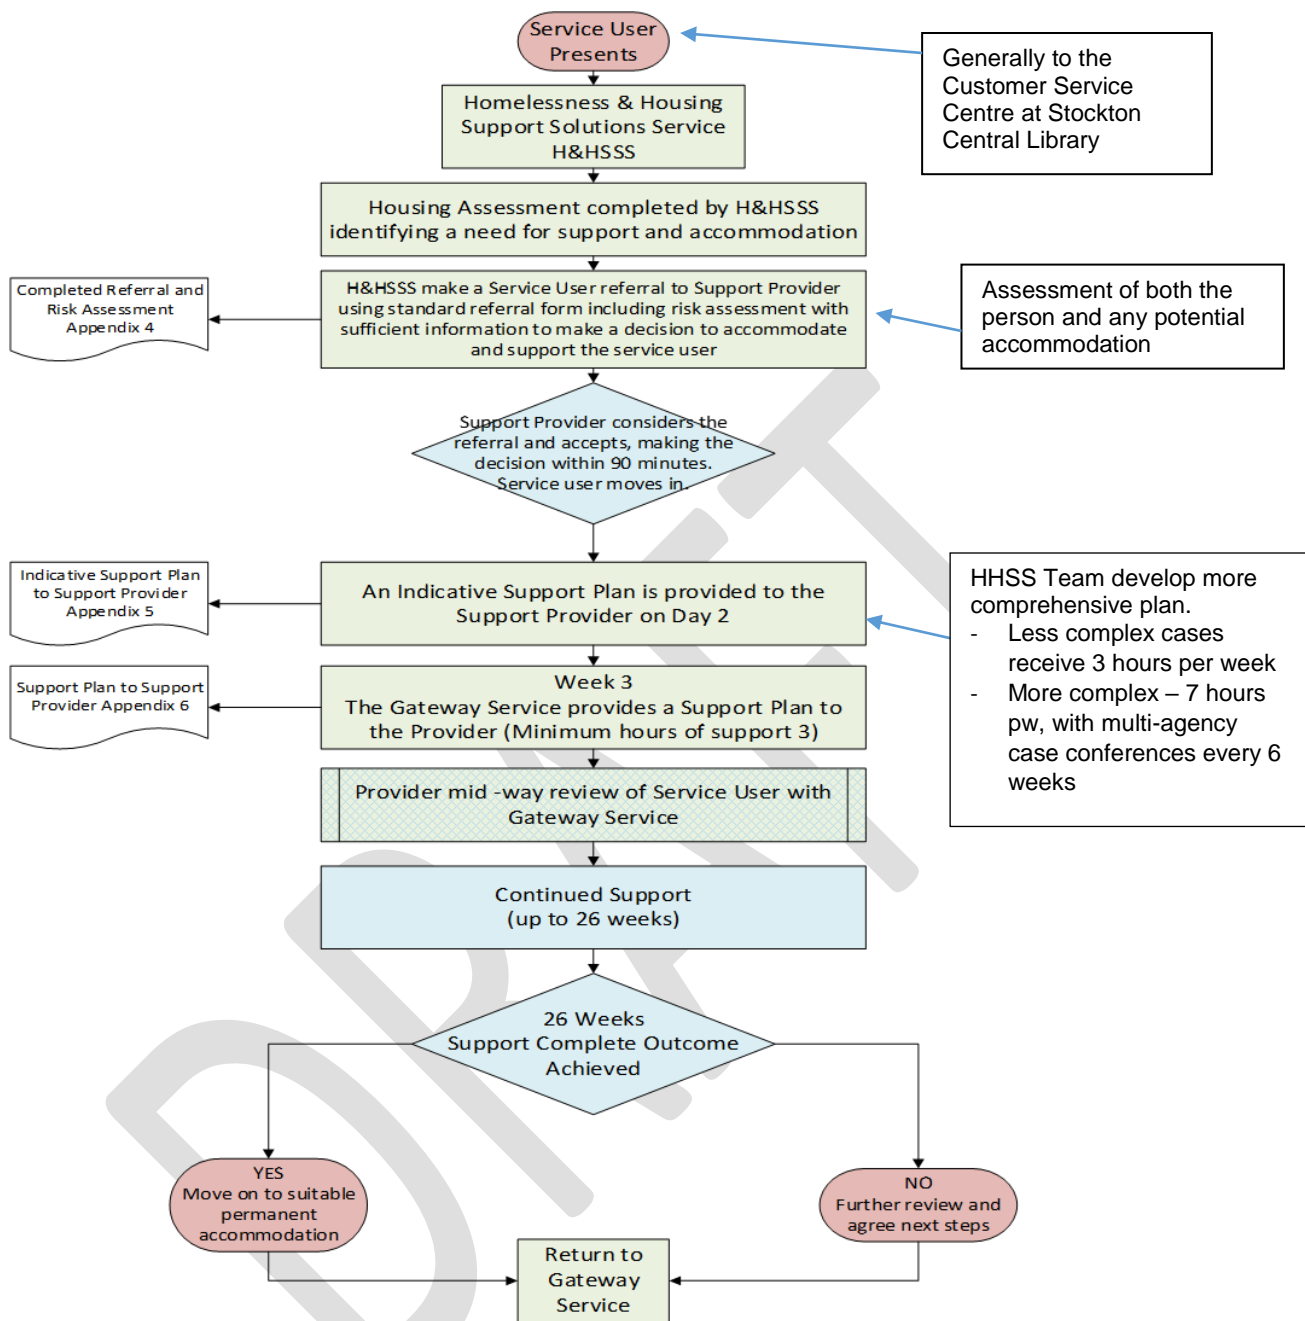 Service User
Presents
Generally to the
Customer Service
Centre at Stockton
Central Library
Homelessness & Housing
Support Solutions Service
H&HSSS
Housing Assessment completed by H&HSSS
identifying a need for support and accommodation
Completed Referral and
Risk Assessment
Appendix 4
H&HSSS make a Service User referral to Support Provider
using standard referral form including risk assessment with
sufficient information to make a decision to accommodate
and support the service user
Assessment of both the
person and any potential
accommodation
Support Provider considers the
referral and accepts, making the
decision within 90 minutes.
Service user moves in.
Indicative Support Plan
to Support Provider
Appendix 5
An Indicative Support Plan is provided to the
Support Provider on Day 2
HHSS Team develop more
comprehensive plan.
- Less complex cases
receive 3 hours per week
- More complex – 7 hours
pw, with multi-agency
case conferences every 6
weeks
Support Plan to Support
Provider Appendix 6
Week 3
The Gateway Service provides a Support Plan to
the Provider (Minimum hours of support 3)
Provider mid -way review of Service User with
Gateway Service
Continued Support
(up to 26 weeks)
26 Weeks
Support Complete Outcome
Achieved
YES
Move on to suitable
permanent
accommodation
NO
Further review and
agree next steps
Return to
Gateway
Service
DRAFT